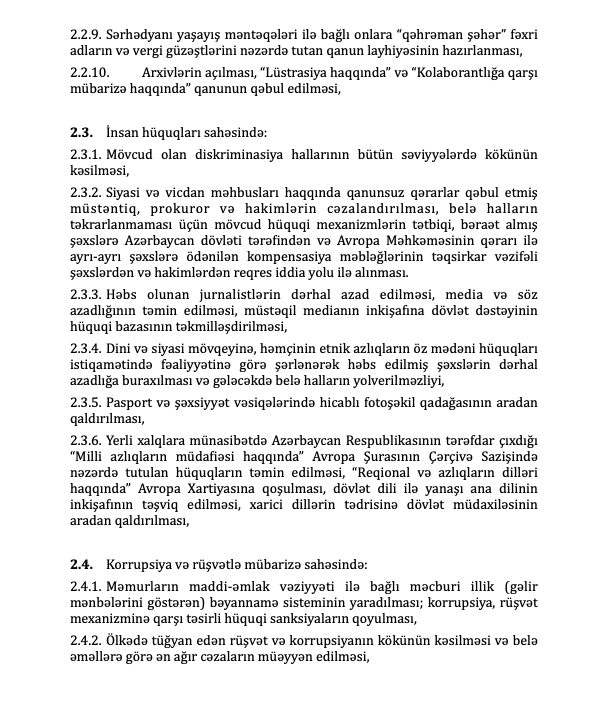 2.2.9. Sərhədyanı yaşayış məntəqələri ilə bağlı onlara “qəhrəman şəhər” fəxri
adların və vergi güzəştlərini nəzərdə tutan qanun layhiyəsinin hazırlanması,
2.2.10. Arxivlərin açılması, “Lüstrasiya haqqında” və “Kolaborantlığa qarşı
mübarizə haqqında” qanunun qəbul edilməsi,
2.3. İnsan hüquqları sahəsində:
2.3.1. Mövcud olan diskriminasiya hallarının bütün səviyyələrdə kökünün
kəsilməsi,
2.3.2. Siyasi və vicdan məhbusları haqqında qanunsuz qərarlar qəbul etmiş
müstəntiq, prokuror və hakimlərin cəzalandırılması, belə halların
təkrarlanmaması üçün mövcud hüquqi mexanizmlərin tətbiqi, bəraət almış
şəxslərə Azərbaycan dövləti tərəfindən və Avropa Məhkəməsinin qərarı ilə
ayrı-ayrı şəxslərə ödənilən kompensasiya məbləğlərinin təqsirkar vəzifəli
şəxslərdən və hakimlərdən reqres iddia yolu ilə alınması.
2.3.3. Həbs olunan jurnalistlərin dərhal azad edilməsi, media və söz
azadlığının təmin edilməsi, müstəqil medianın inkişafına dövlət dəstəyinin
hüquqi bazasının təkmilləşdirilməsi,
2.3.4. Dini və siyasi mövqeyinə, həmçinin etnik azlıqların öz mədəni hüquqları
istiqamətində fəaliyyətinə görə şərlənərək həbs edilmiş şəxslərin dərhal
azadlığa buraxılması və gələcəkdə belə halların yolverilməzliyi,
2.3.5. Pasport və şəxsiyyət vəsiqələrində hicablı fotoşəkil qadağasının aradan
qaldırılması,
2.3.6. Yerli xalqlara münasibətdə Azərbaycan Respublikasının tərəfdar çıxdığı
“Milli azlıqların müdafiəsi haqqında” Avropa Şurasının Çərçivə Sazişində
nəzərdə tutulan hüquqların təmin edilməsi, “Reqional və azlıqların dilləri
haqqında” Avropa Xartiyasına qoşulması, dövlət dili ilə yanaşı ana dilinin
inkişafının təşviq edilməsi, xarici dillərin tədrisinə dövlət müdaxiləsinin
aradan qaldırılması,
2.4. Korrupsiya və rüşvətlə mübarizə sahəsində:
2.4.1. Məmurların maddi-əmlak vəziyyəti ilə bağlı məcburi illik (gəlir
mənbələrini göstərən) bəyannamə sisteminin yaradılması; korrupsiya, rüşvət
mexanizminə qarşı təsirli hüquqi sanksiyaların qoyulması,
2.4.2. Ölkədə tüğyan edən rüşvət və korrupsiyanın kökünün kəsilməsi və belə
əməllərə görə ən ağır cəzaların müəyyən edilməsi,